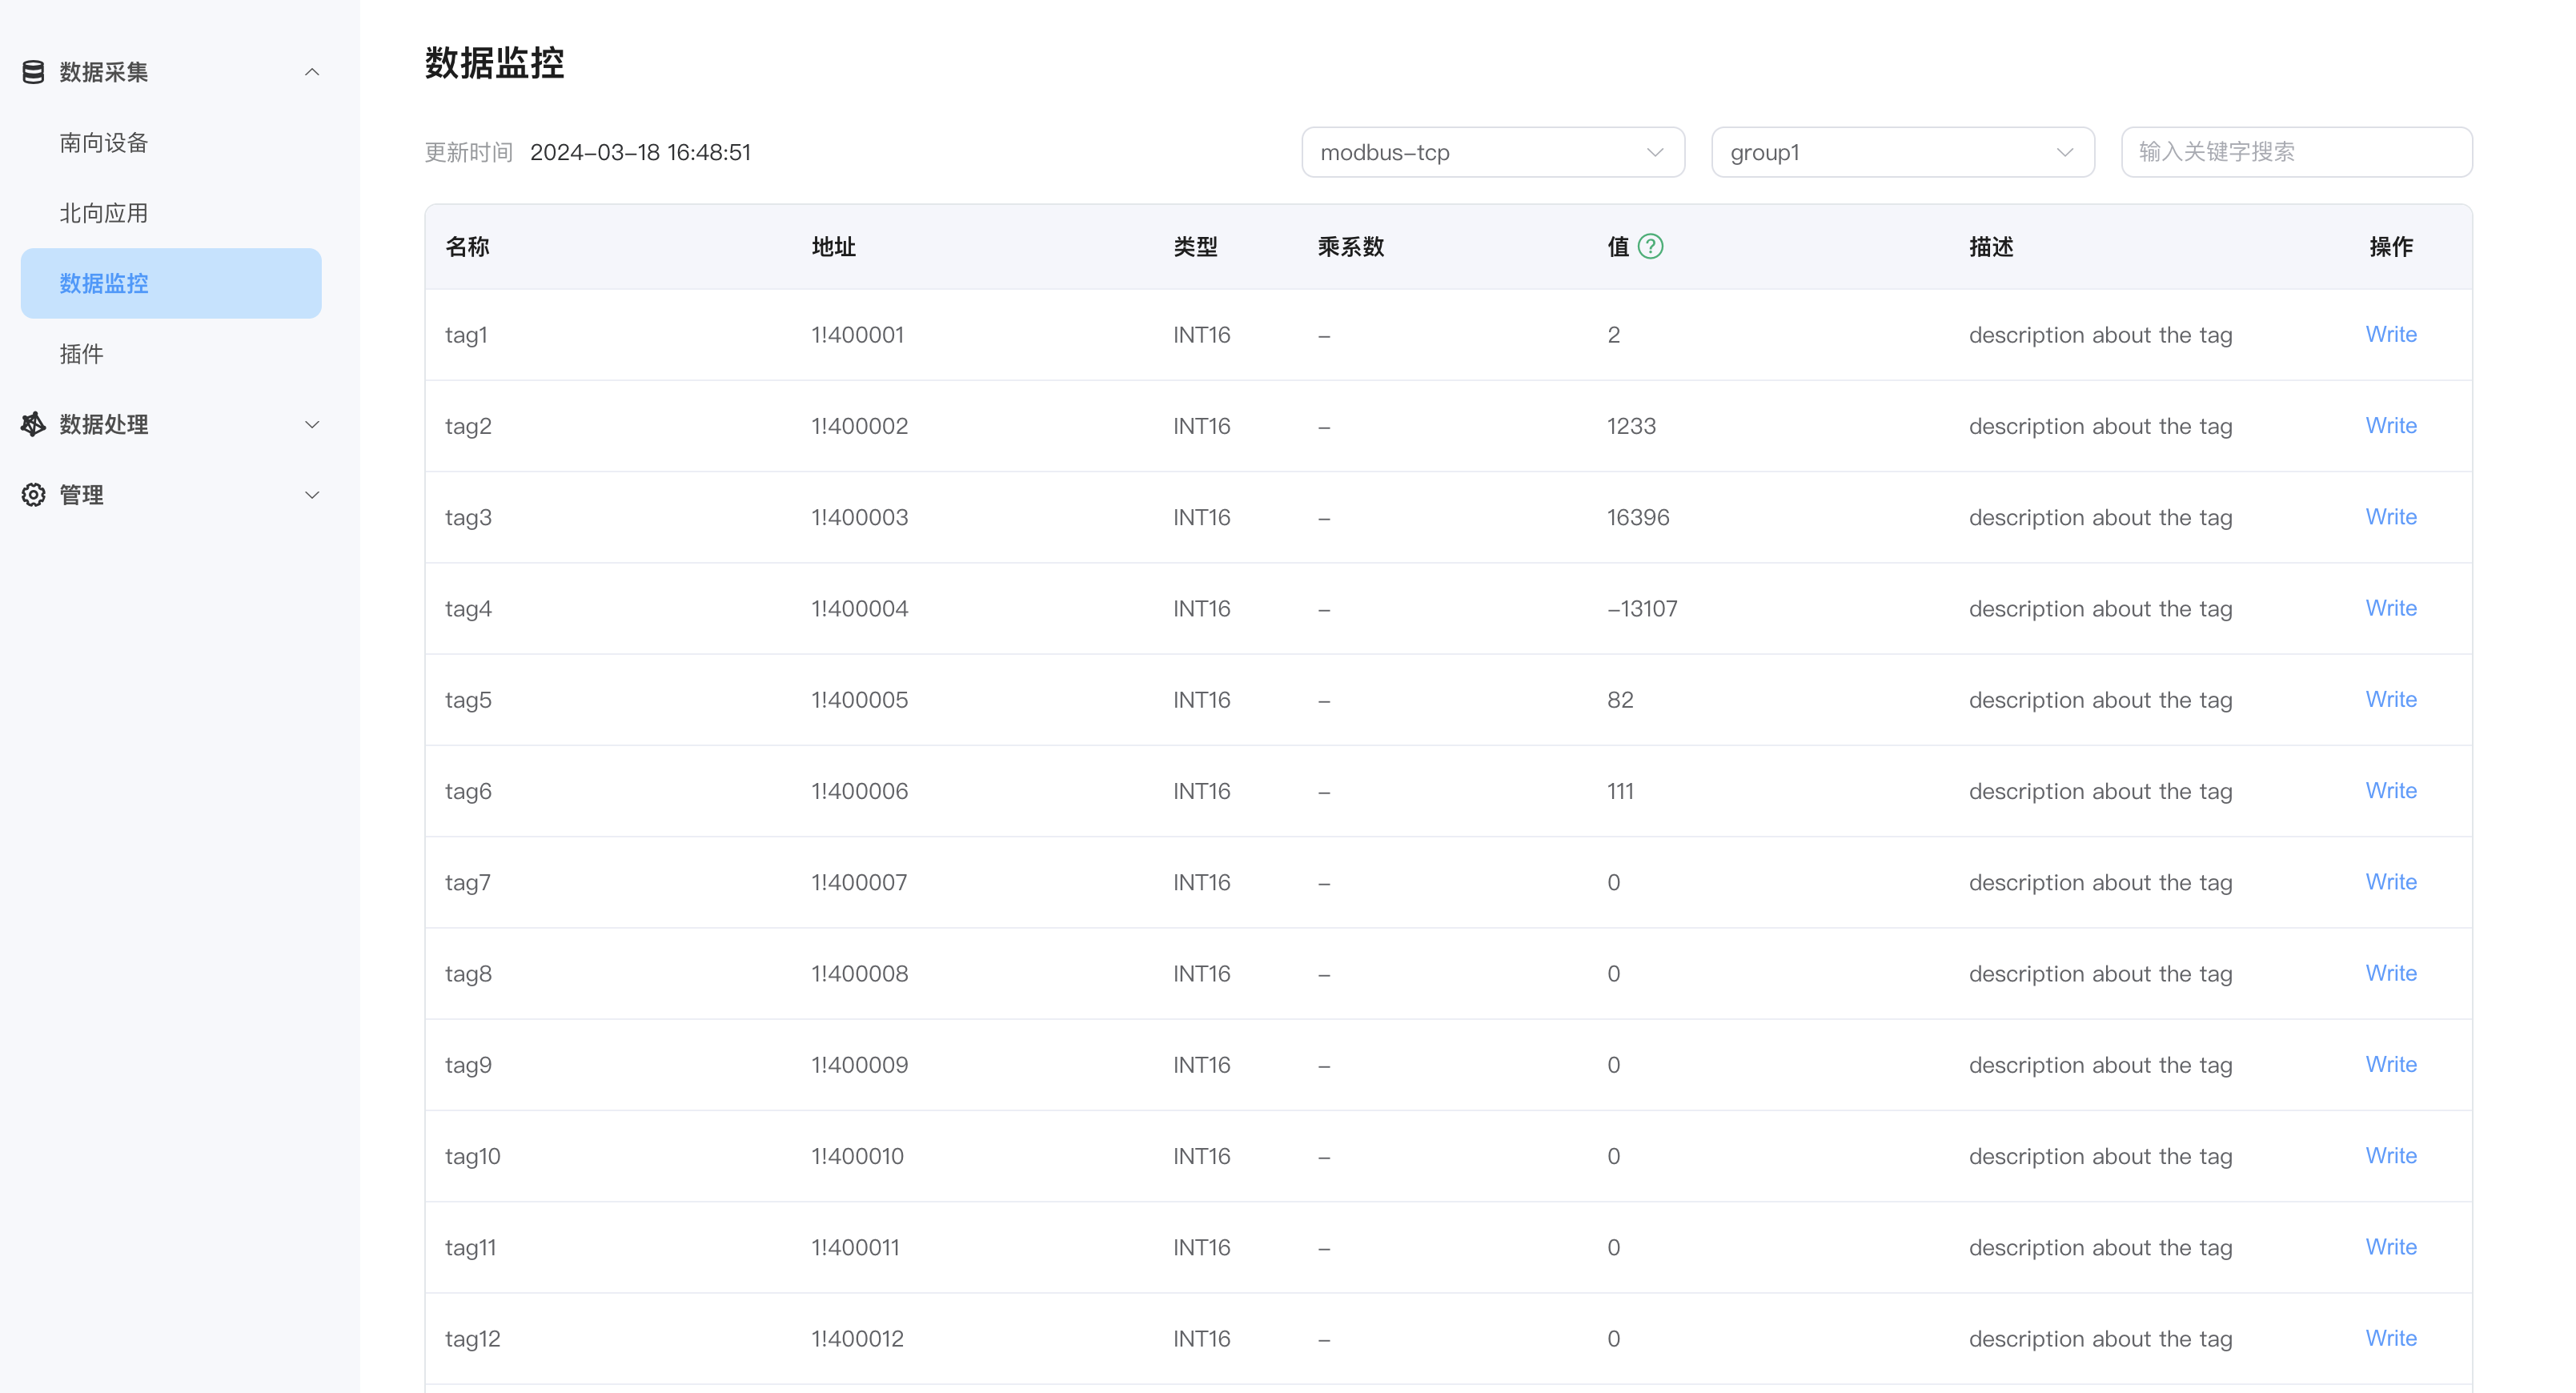 数据采集
南向设备
北向应用
数据监控
插件
数据处理
管理
数据监控
更新时间 2024-03-18 16:48:51 modbus-tcp group1 输入关键字搜索
名称 地址 类型 乘系数 值 ? 描述 操作
tag1 1!400001 INT16 - 2 description about the tag Write
tag2 1!400002 INT16 - 1233 description about the tag Write
tag3 1!400003 INT16 - 16396 description about the tag Write
tag4 1!400004 INT16 - -13107 description about the tag Write
tag5 1!400005 INT16 - 82 description about the tag Write
tag6 1!400006 INT16 - 111 description about the tag Write
tag7 1!400007 INT16 - 0 description about the tag Write
tag8 1!400008 INT16 - 0 description about the tag Write
tag9 1!400009 INT16 - 0 description about the tag Write
tag10 1!400010 INT16 - 0 description about the tag Write
tag11 1!400011 INT16 - 0 description about the tag Write
tag12 1!400012 INT16 - 0 description about the tag Write